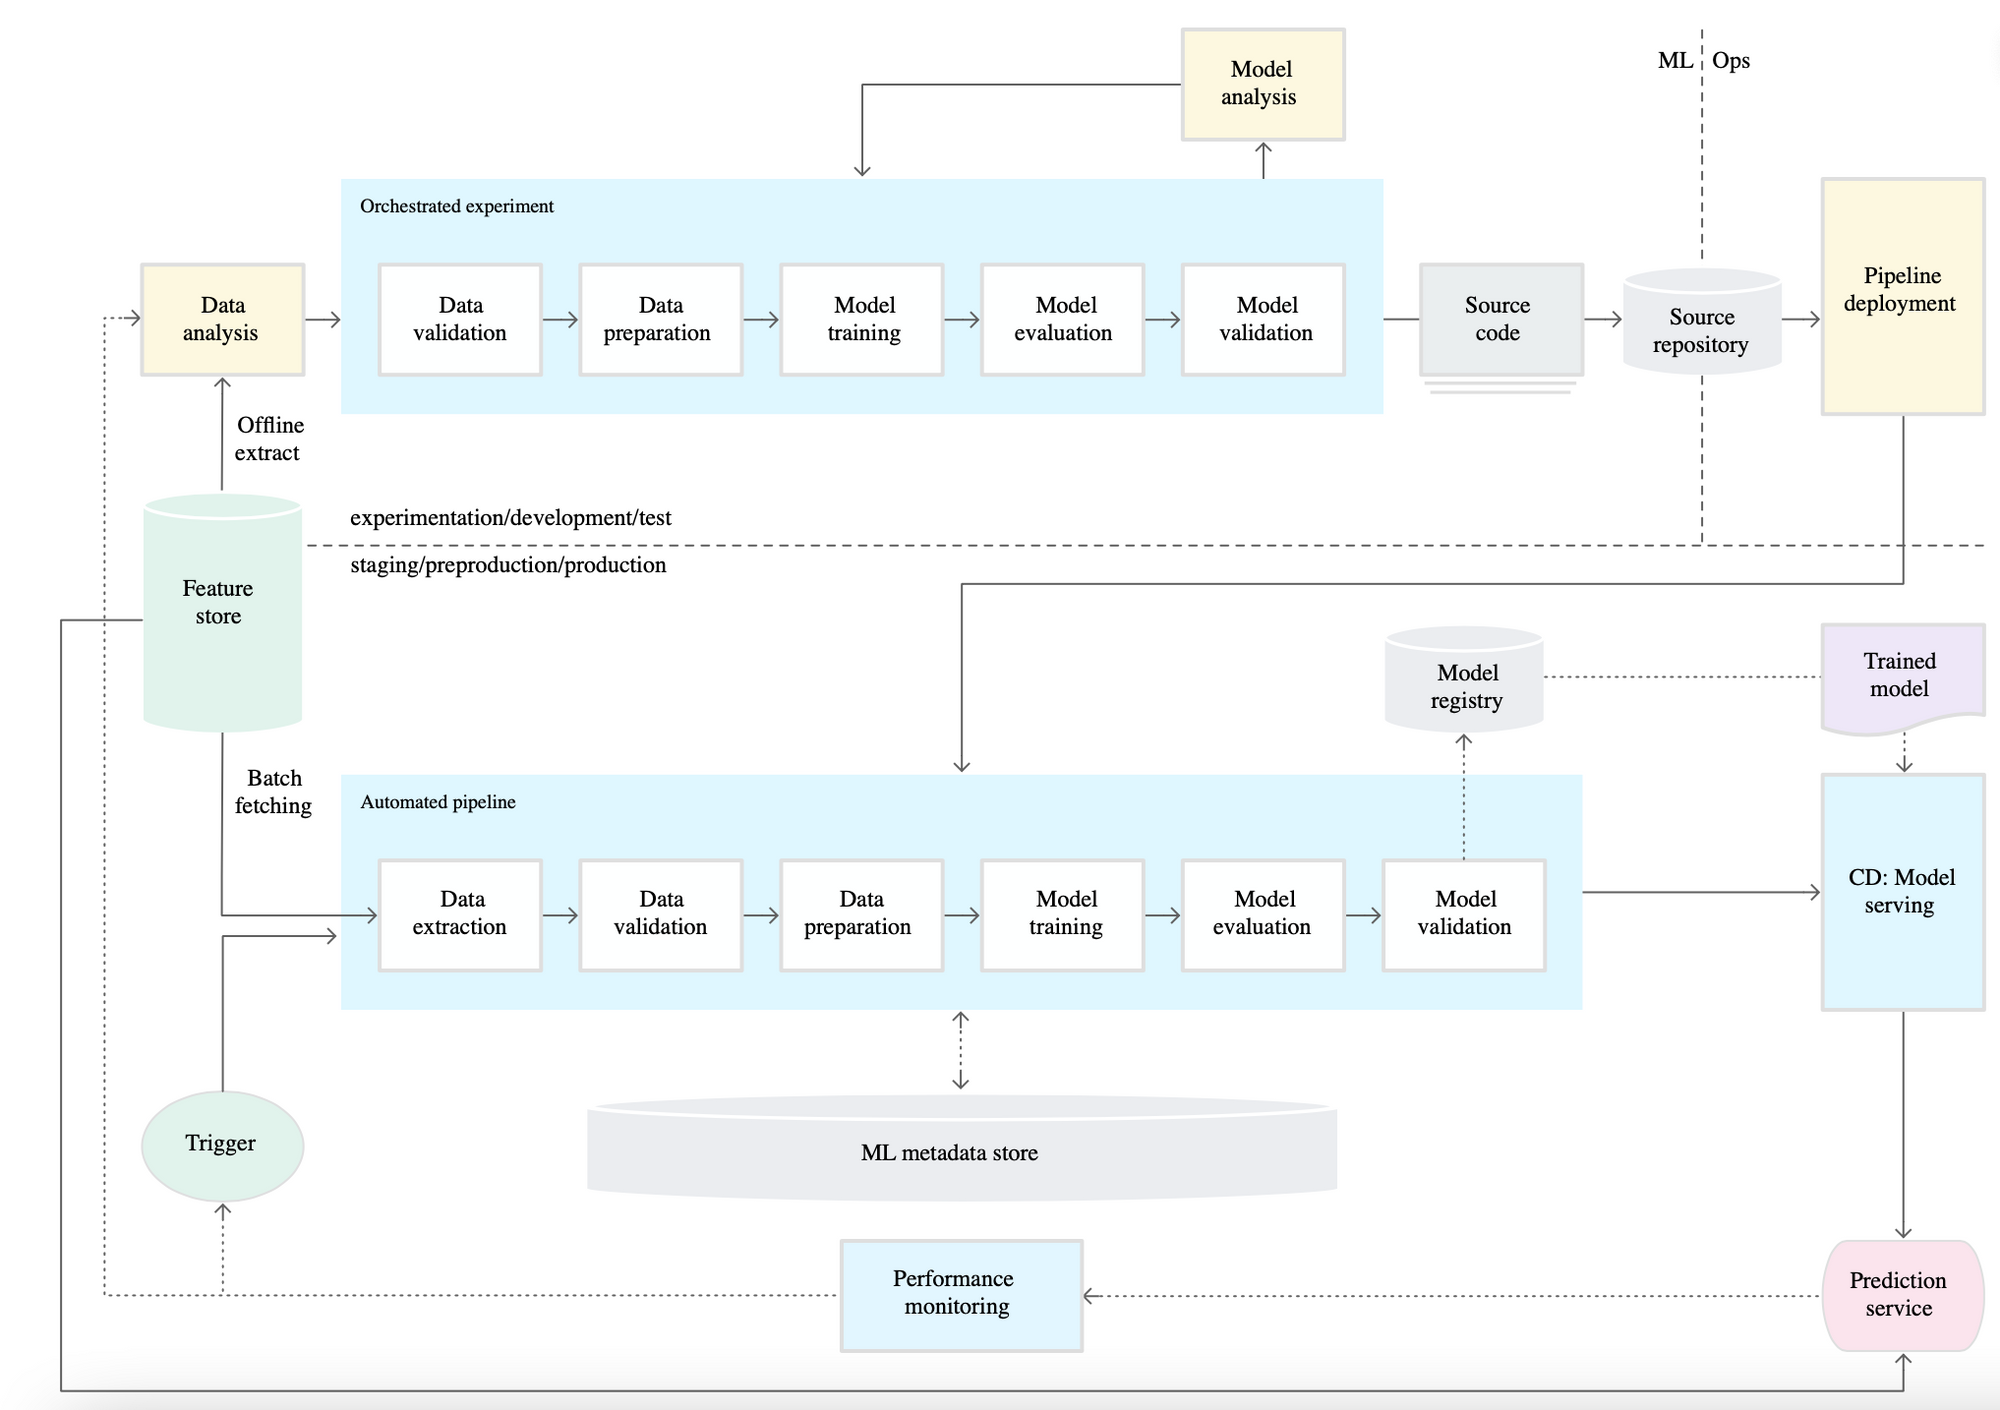 Model
analysis
ML
Ops
Orchestrated experiment
Data
analysis
Data
validation
Data
preparation
Model
training
Model
evaluation
Model
validation
Source
code
Source
repository
Pipeline
deployment
Offline
extract
experimentation/development/test
staging/preproduction/production
Feature
store
Model
registry
Trained
model
Batch
fetching
Automated pipeline
Data
extraction
Data
validation
Data
preparation
Model
training
Model
evaluation
Model
validation
CD: Model
serving
Trigger
ML metadata store
Performance
monitoring
Prediction
service